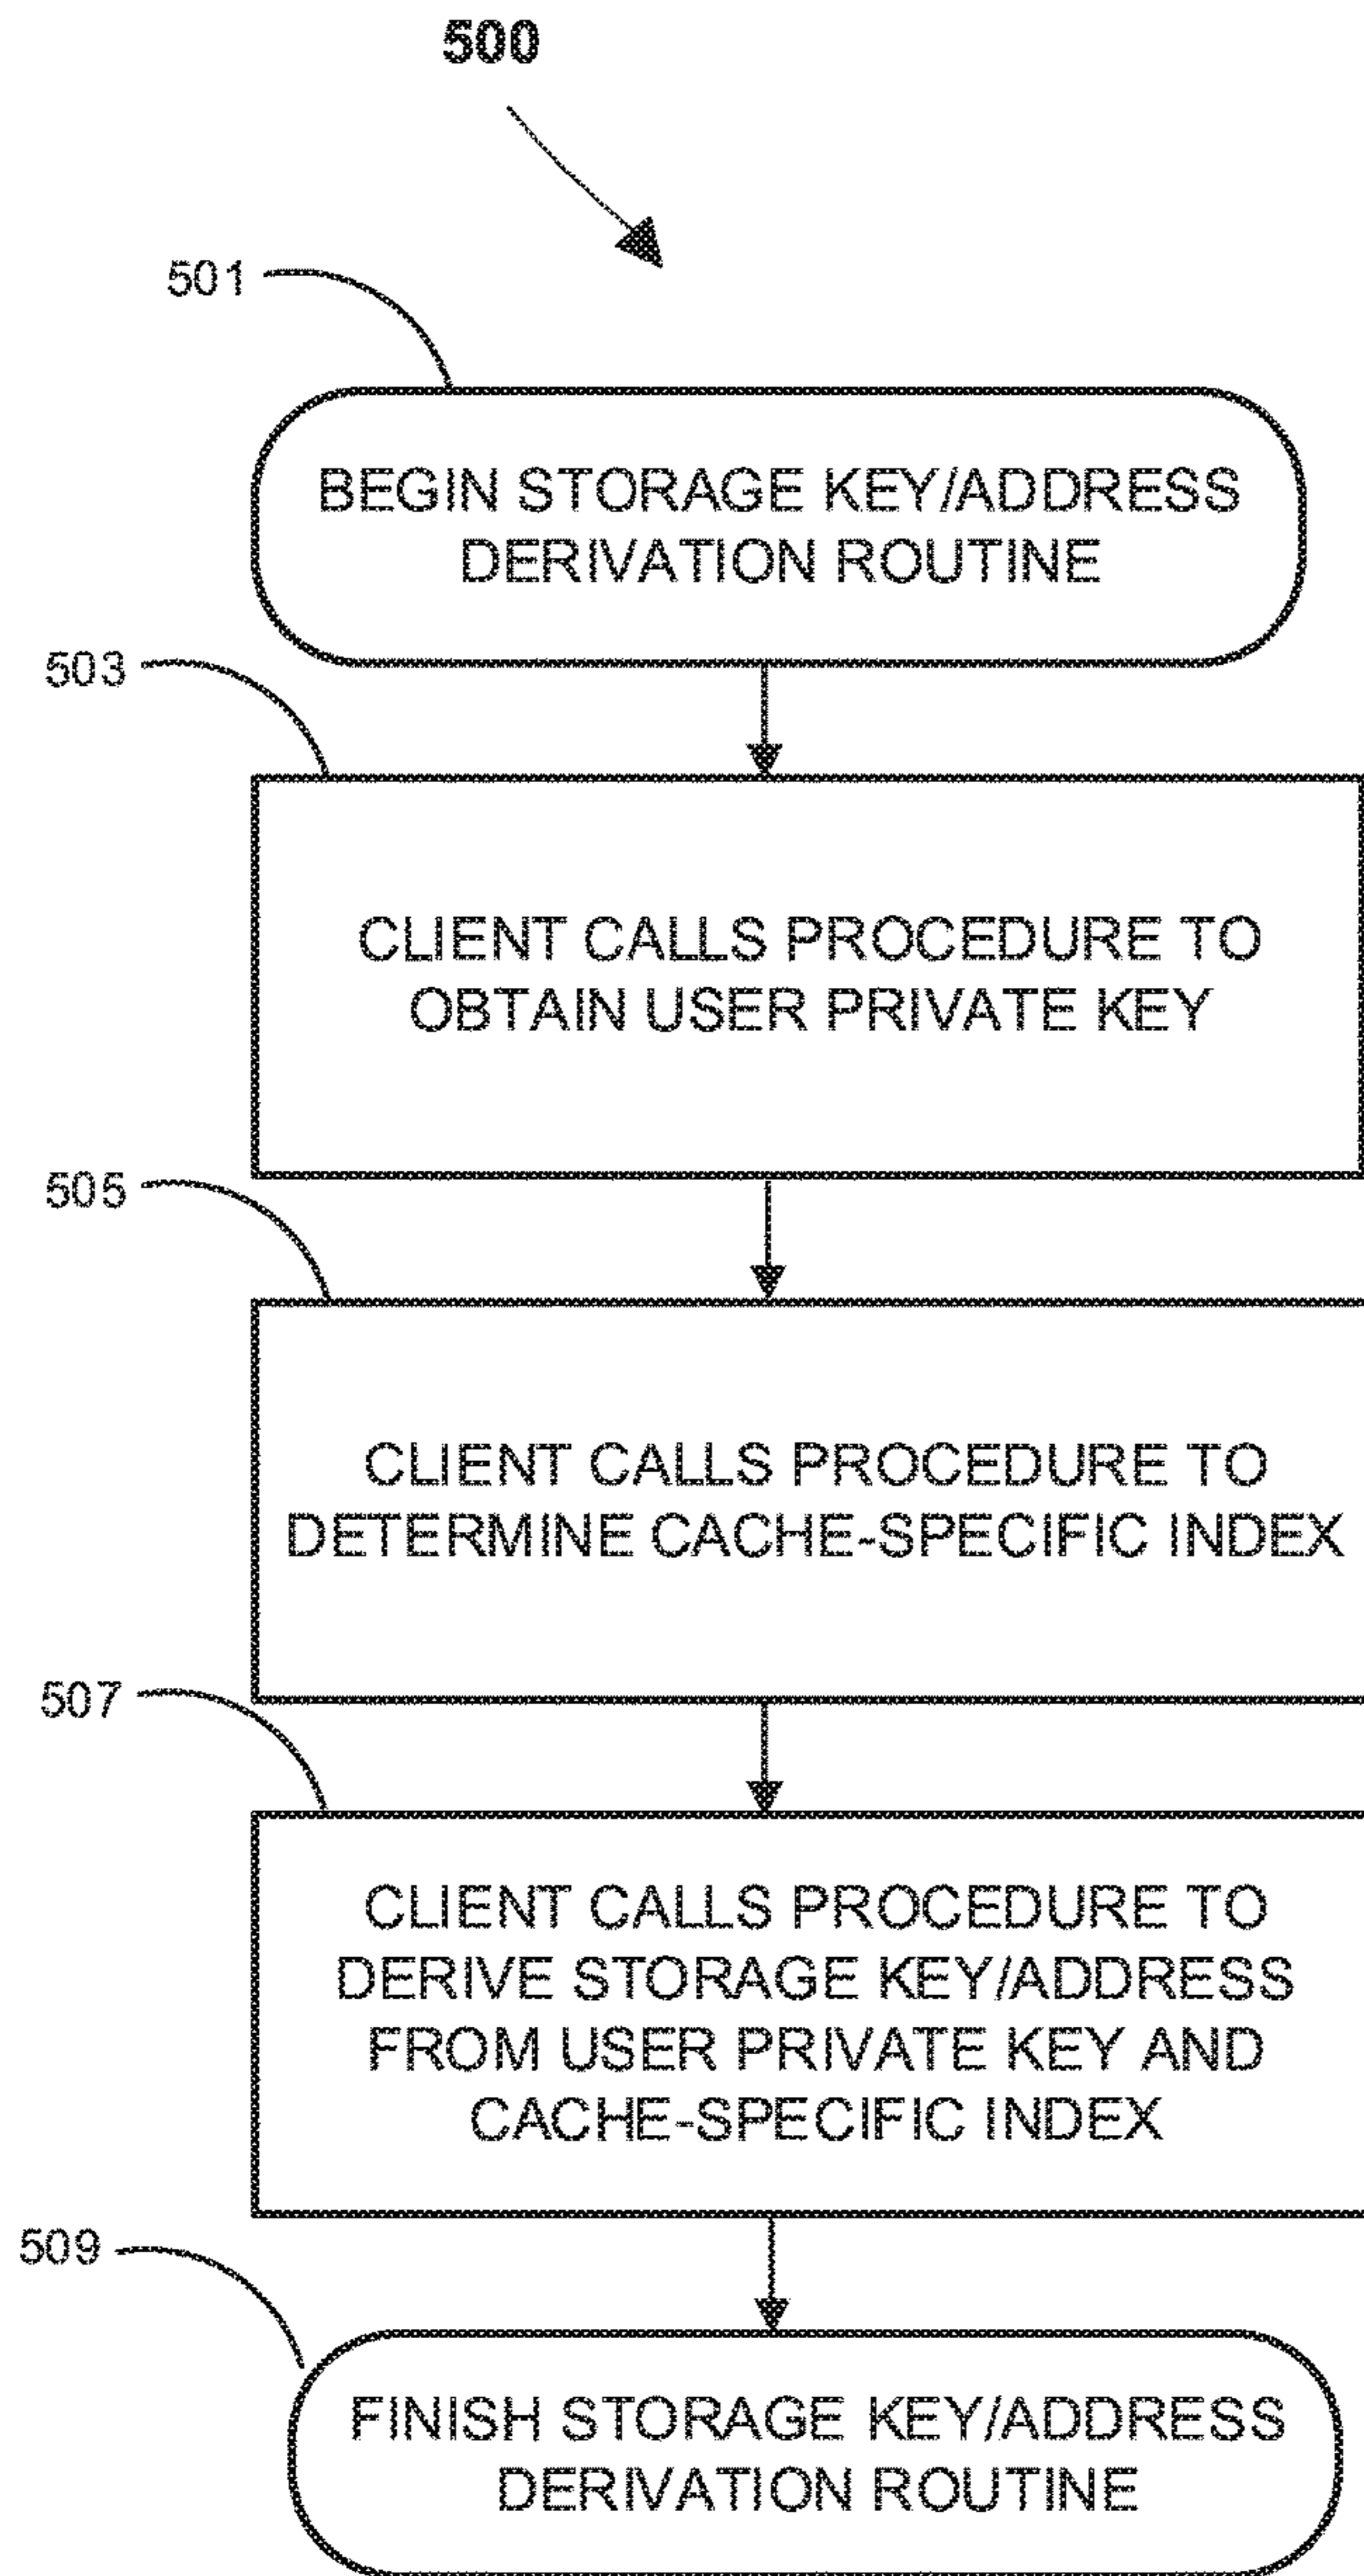 500
501
BEGIN STORAGE KEY/ADDRESS
DERIVATION ROUTINE
503
CLIENT CALLS PROCEDURE TO
OBTAIN USER PRIVATE KEY
505
CLIENT CALLS PROCEDURE TO
DETERMINE CACHE-SPECIFIC INDEX
507
CLIENT CALLS PROCEDURE TO
DERIVE STORAGE KEY/ADDRESS
FROM USER PRIVATE KEY AND
CACHE-SPECIFIC INDEX
509
FINISH STORAGE KEY/ADDRESS
DERIVATION ROUTINE